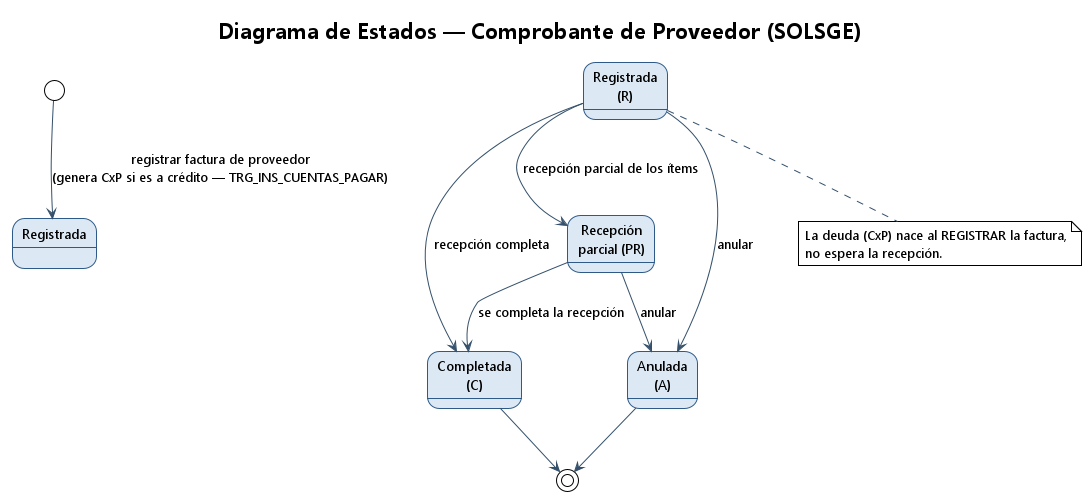 Diagrama de Estados — Comprobante de Proveedor (SOLSGE)
Registrada
(R)
registrar factura de proveedor
(genera CxP si es a crédito — TRG_INS_CUENTAS_PAGAR)
recepción parcial de los ítems
Registrada
Recepción
parcial (PR)
recepción completa
anular
La deuda (CxP) nace al REGISTRAR la factura,
no espera la recepción.
se completa la recepción
anular
Completada
(C)
Anulada
(A)